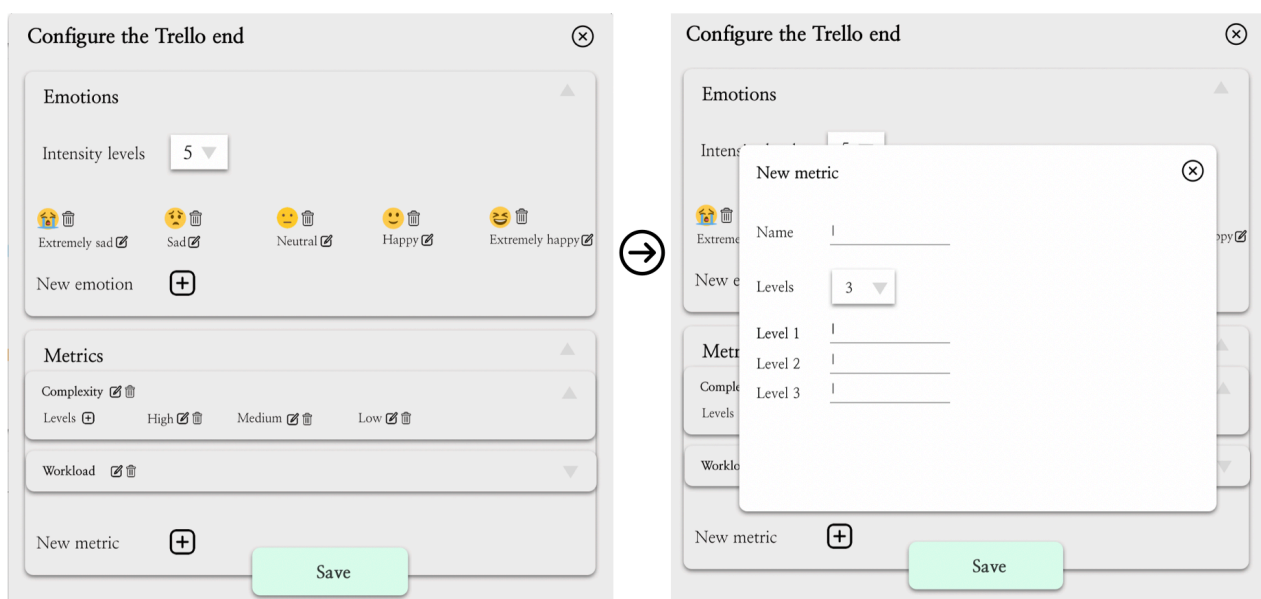 Configure the Trello end
Emotions
Intensity levels 5
Extremely sad Sad Neutral Happy Extremely happy
New emotion
Metrics
Complexity
Levels High Medium Low
Workload
New metric
Save
Configure the Trello end
Emotions
New metric
Name
Levels 3
Level 1
Level 2
Level 3
Levels
New metric
Save